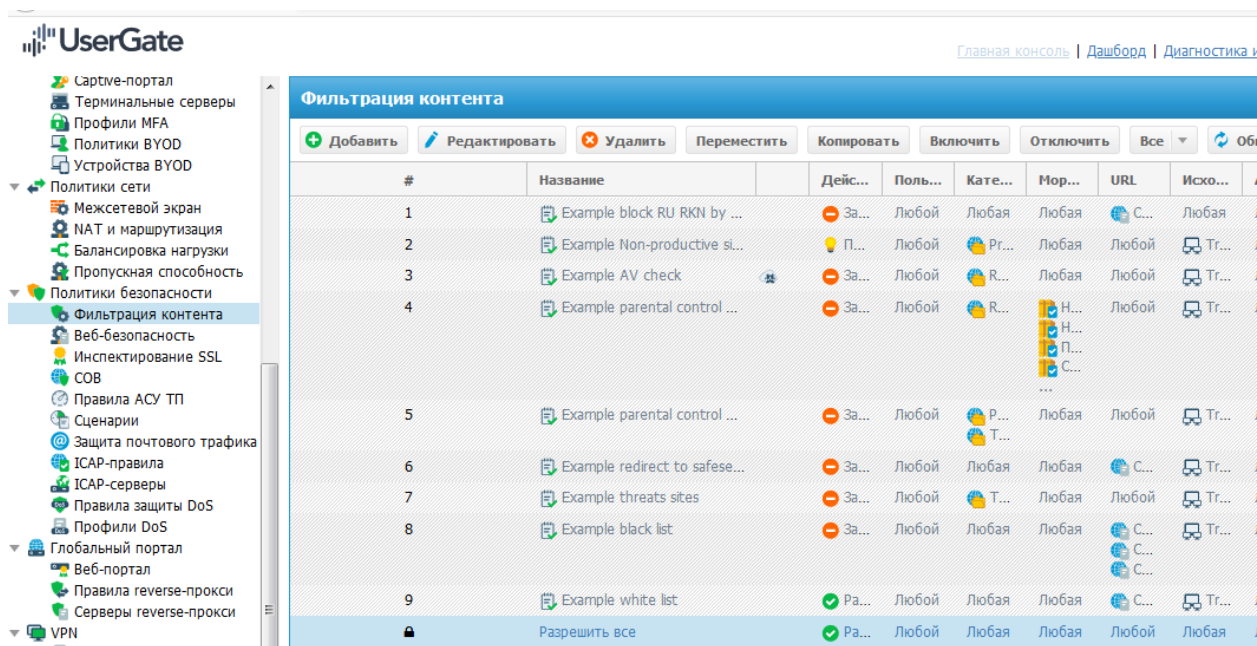 UserGate
Главная консоль | Дашборд | Диагностика и
Captive-портал
Терминальные серверы
Профили MFA
Политики BYOD
Устройства BYOD
Политики сети
Межсетевой экран
NAT и маршрутизация
Балансировка нагрузки
Пропускная способность
Политики безопасности
Фильтрация контента
Веб-безопасность
Инспектирование SSL
СОВ
Правила АСУ ТП
Сценарии
Защита почтового трафика
ICAP-правила
ICAP-серверы
Правила защиты DoS
Профили DoS
Глобальный портал
Веб-портал
Правила reverse-прокси
Серверы reverse-прокси
VPN
Фильтрация контента
Добавить Редактировать Удалить Переместить Копировать Включить Отключить Все Об
# Название Дейс... Поль... Кате... Мор... URL Исхо...
1 Example block RU RKN by ... За... Любой Любая Любая С... Любая
2 Example Non-productive si... П... Любой Pr... Любая Любой Tr...
3 Example AV check За... Любой R... Любая Любой Tr...
4 Example parental control ... За... Любой R... Н... Любой Tr...
Н...
П...
С...
...
5 Example parental control ... За... Любой P... Любая Любой Tr...
T...
6 Example redirect to safese... За... Любой Любая Любая С... Tr...
7 Example threats sites За... Любой T... Любая Любой Tr...
8 Example black list За... Любой Любая Любая С... Tr...
С...
С...
9 Example white list Ра... Любой Любая Любая С... Tr...
Разрешить все Ра... Любой Любая Любая Любой Любая